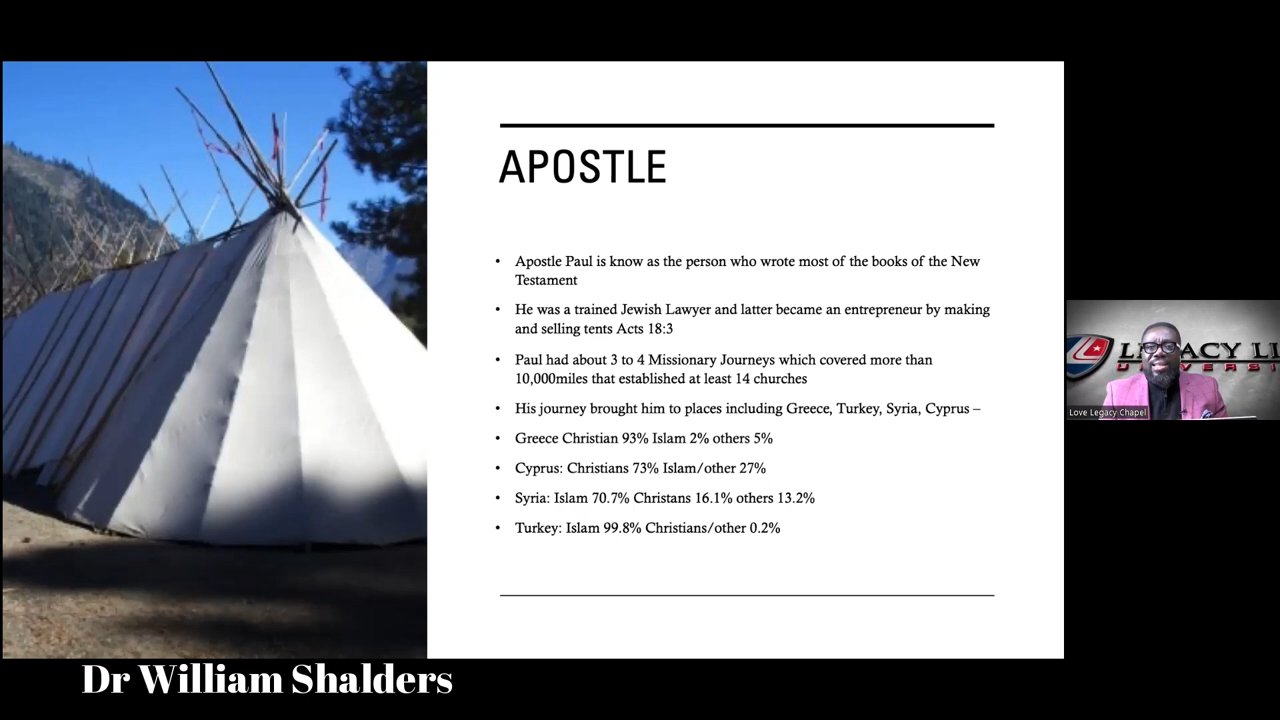 APOSTLE
• Apostle Paul is know as the person who wrote most of the books of the New
Testament
• He was a trained Jewish Lawyer and latter became an entrepreneur by making
and selling tents Acts 18:3
• Paul had about 3 to 4 Missionary Journeys which covered more than
10,000miles that established at least 14 churches
• His journey brought him to places including Greece, Turkey, Syria, Cyprus –
• Greece Christian 93% Islam 2% others 5%
• Cyprus: Christians 73% Islam/other 27%
• Syria: Islam 70.7% Christans 16.1% others 13.2%
• Turkey: Islam 99.8% Christians/other 0.2%
Love Legacy Chapel
Dr William Shalders